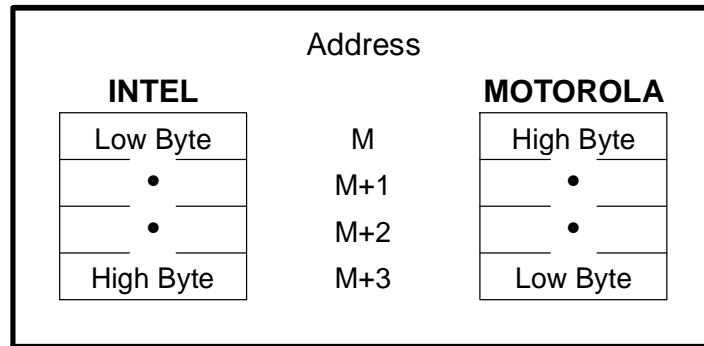 Address
INTEL MOTOROLA
Low Byte M High Byte
• M+1 •
• M+2 •
High Byte M+3 Low Byte